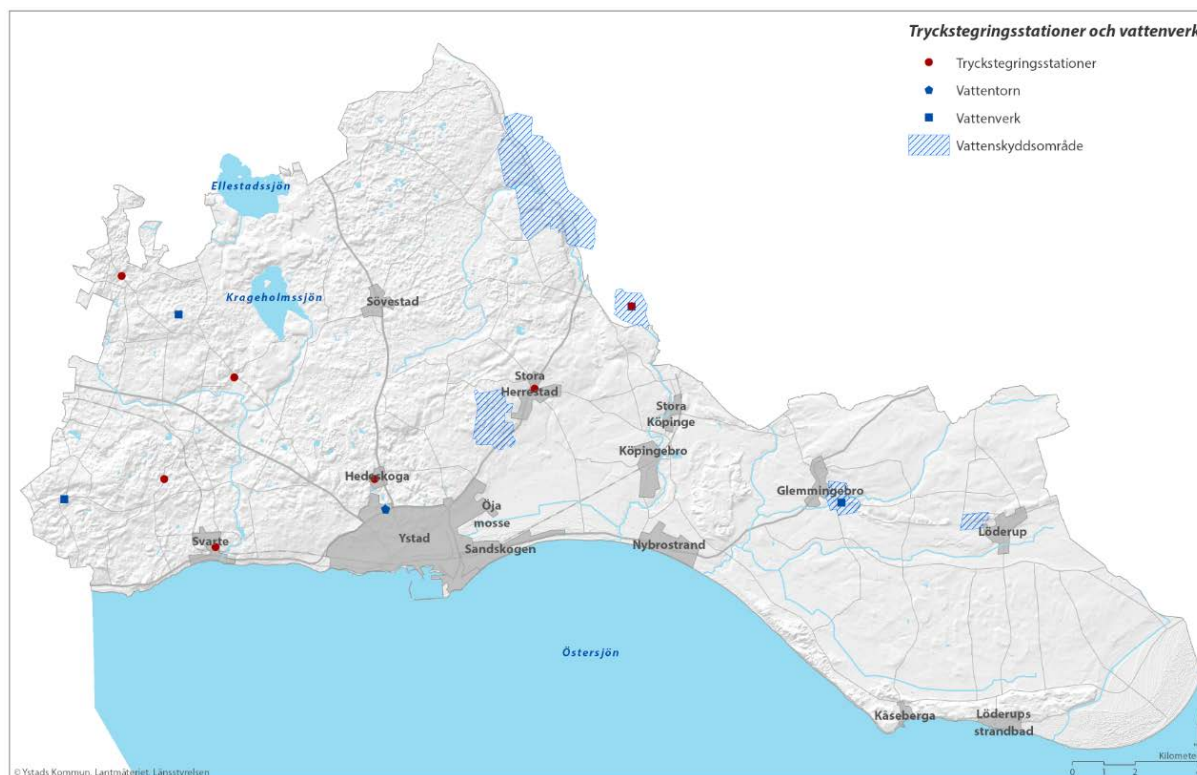 Tryckstegringsstationer och vattenverk
Tryckstegringsstationer
Vattentorn
Vattenverk
Vattenskyddsområde
Ellestadssjön
Krageholmssjön
Sövestad
Stora
Herrestad
Stora
Köpinge
Köpingebro
Hedeskoga
Glemmingebro
Öja
mosse
Svarte
Ystad
Sandskogen
Nybrostrand
Löderup
Östersjön
Kåseberga
Löderups
strandbad
Kilomete
0 1 2
© Ystads Kommun, Lantmäteriet, Länsstyrelsen